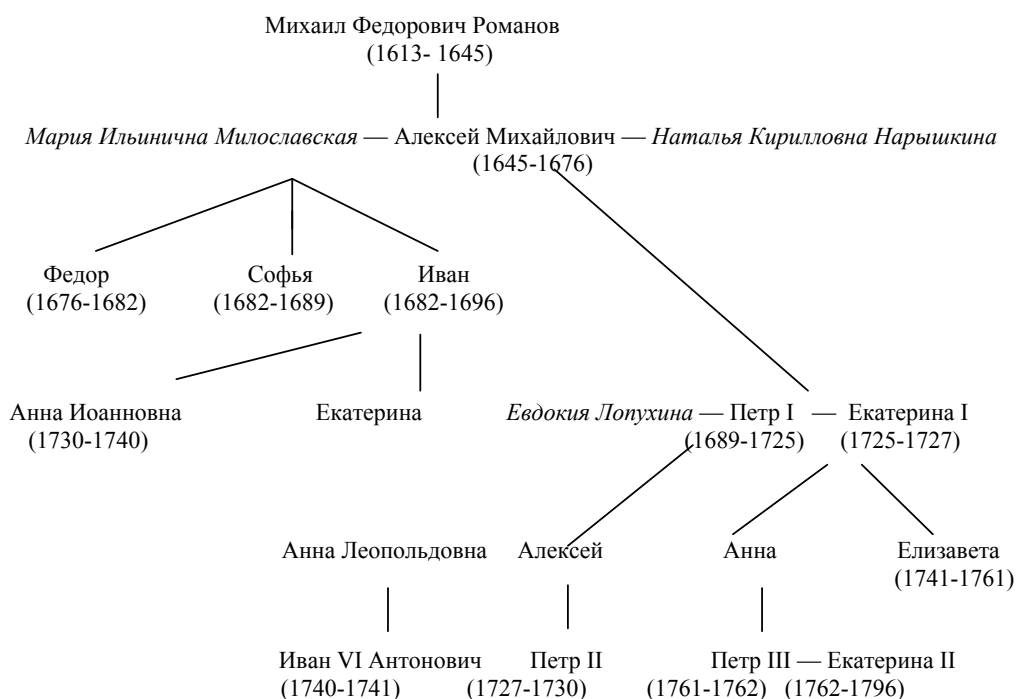 Михаил Федорович Романов
(1613- 1645)
Мария Ильинична Милославская — Алексей Михайлович — Наталья Кирилловна Нарышкина
(1645-1676)
Федор Софья Иван
(1676-1682) (1682-1689) (1682-1696)
Анна Иоанновна Екатерина Евдокия Лопухина — Петр I — Екатерина I
(1730-1740) (1689-1725) (1725-1727)
Анна Леопольдовна Алексей Анна Елизавета
(1741-1761)
Иван VI Антонович Петр II Петр III — Екатерина II
(1740-1741) (1727-1730) (1761-1762) (1762-1796)